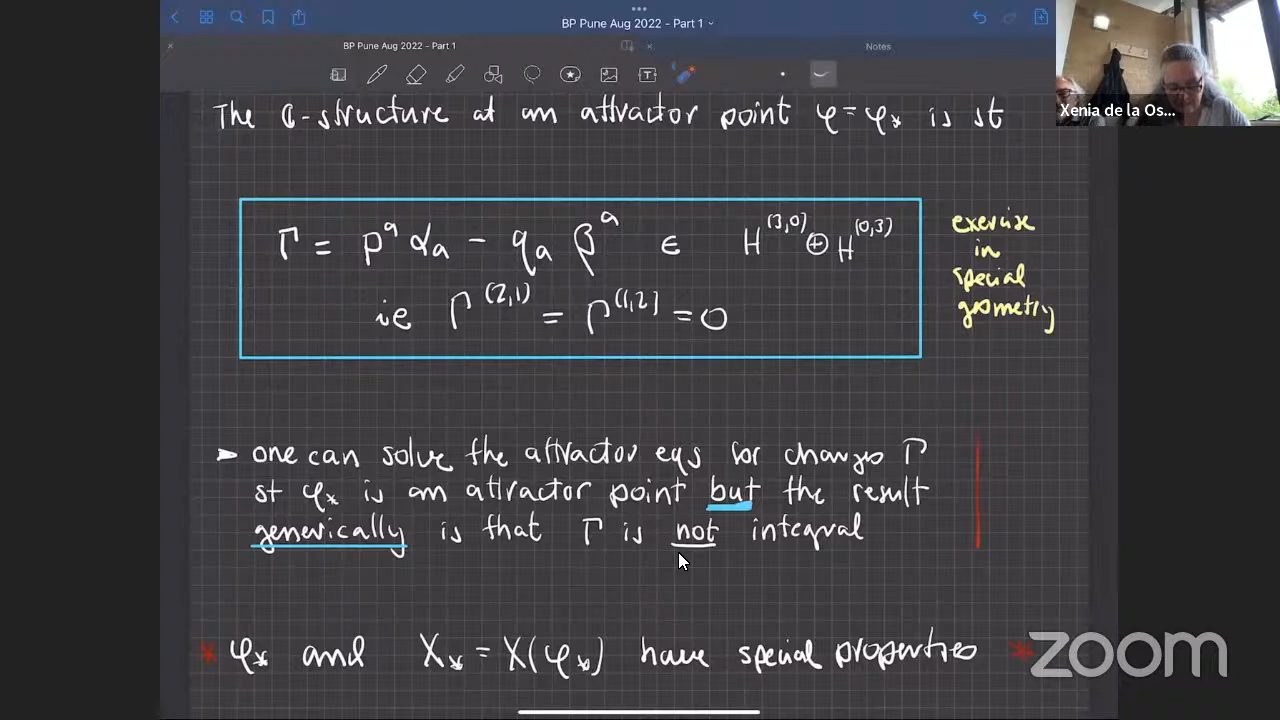 BP Pune Aug 2022 - Part 1
BP Pune Aug 2022 - Part 1
Notes
Xenia de la Os...
The ℂ-structure at an attractor point φ=φ* is st
Γ = p^a α_a - q_a β^a ∈ H^(3,0) ⊕ H^(0,3)
ie Γ^(2,1) = Γ^(1,2) = 0
exercise
in
special
geometry
➤ one can solve the attractor eqs for charges Γ
st φ* is an attractor point but the result
generically is that Γ is not integral
* φ* and X* = X(φ*) have special properties *
zoom